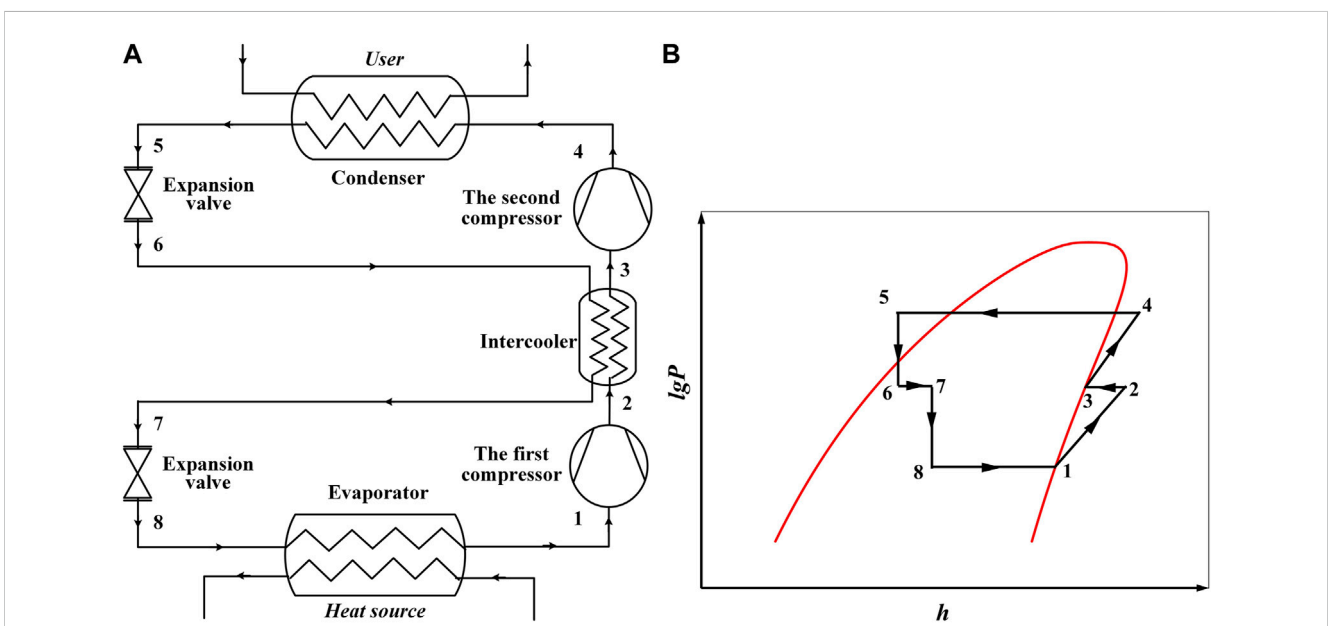 A
User
5
Expansion
valve
Condenser
4
The second
compressor
6
3
Intercooler
2
7
Expansion
valve
The first
compressor
Evaporator
8
1
Heat source
B
lgP
5
4
6
7
3
2
8
1
h